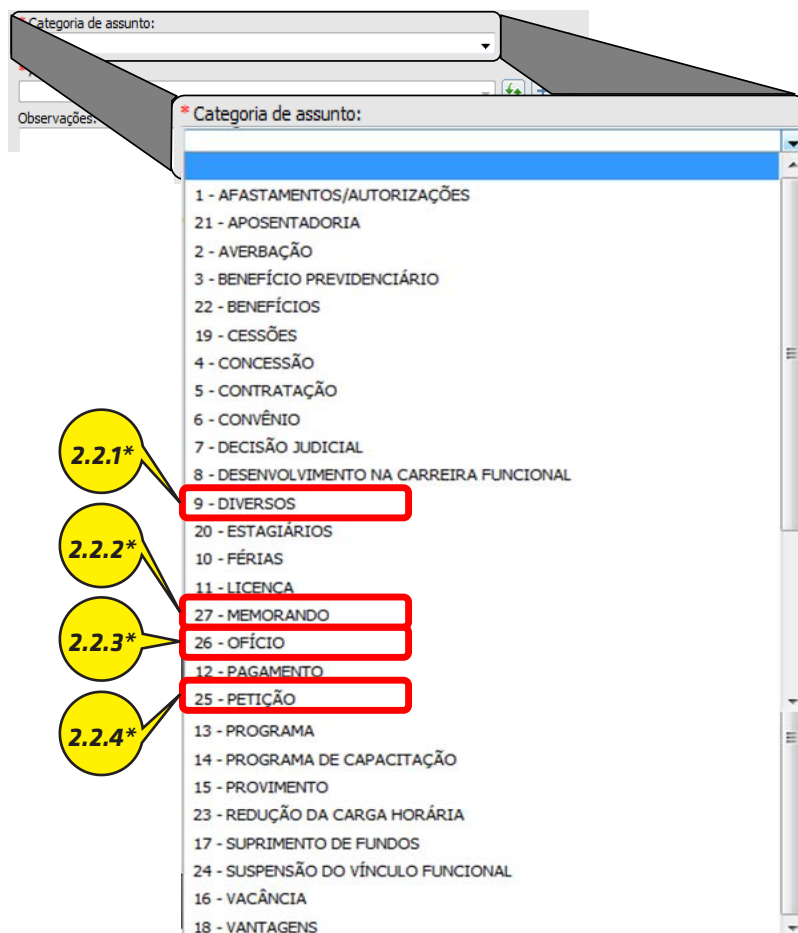 * Categoria de assunto:
Observações:
* Categoria de assunto:
1 - AFASTAMENTOS/AUTORIZAÇÕES
21 - APOSENTADORIA
2 - AVERBAÇÃO
3 - BENEFÍCIO PREVIDENCIÁRIO
22 - BENEFÍCIOS
19 - CESSÕES
4 - CONCESSÃO
5 - CONTRATAÇÃO
6 - CONVÊNIO
7 - DECISÃO JUDICIAL
8 - DESENVOLVIMENTO NA CARREIRA FUNCIONAL
2.2.1*
9 - DIVERSOS
20 - ESTAGIÁRIOS
2.2.2*
10 - FÉRIAS
11 - LICENÇA
27 - MEMORANDO
2.2.3*
26 - OFÍCIO
12 - PAGAMENTO
25 - PETIÇÃO
2.2.4*
13 - PROGRAMA
14 - PROGRAMA DE CAPACITAÇÃO
15 - PROVIMENTO
23 - REDUÇÃO DA CARGA HORÁRIA
17 - SUPRIMENTO DE FUNDOS
24 - SUSPENSÃO DO VÍNCULO FUNCIONAL
16 - VACÂNCIA
18 - VANTAGENS